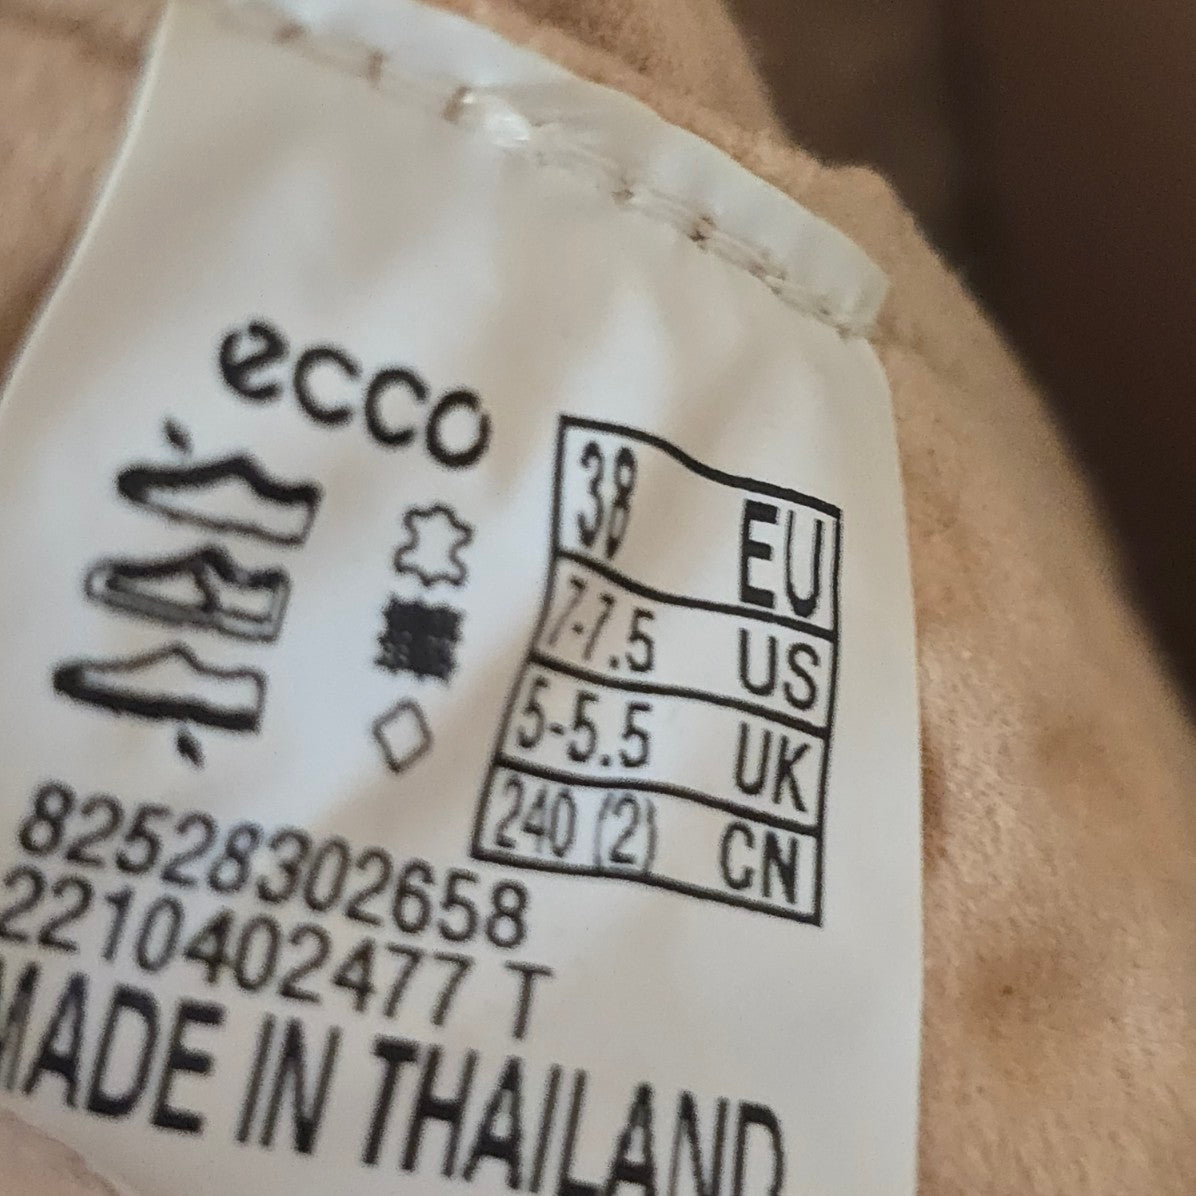 ecco
38 EU
7-7.5 US
5-5.5 UK
240 (2) CN
82528302658
2210402477 T
MADE IN THAILAND